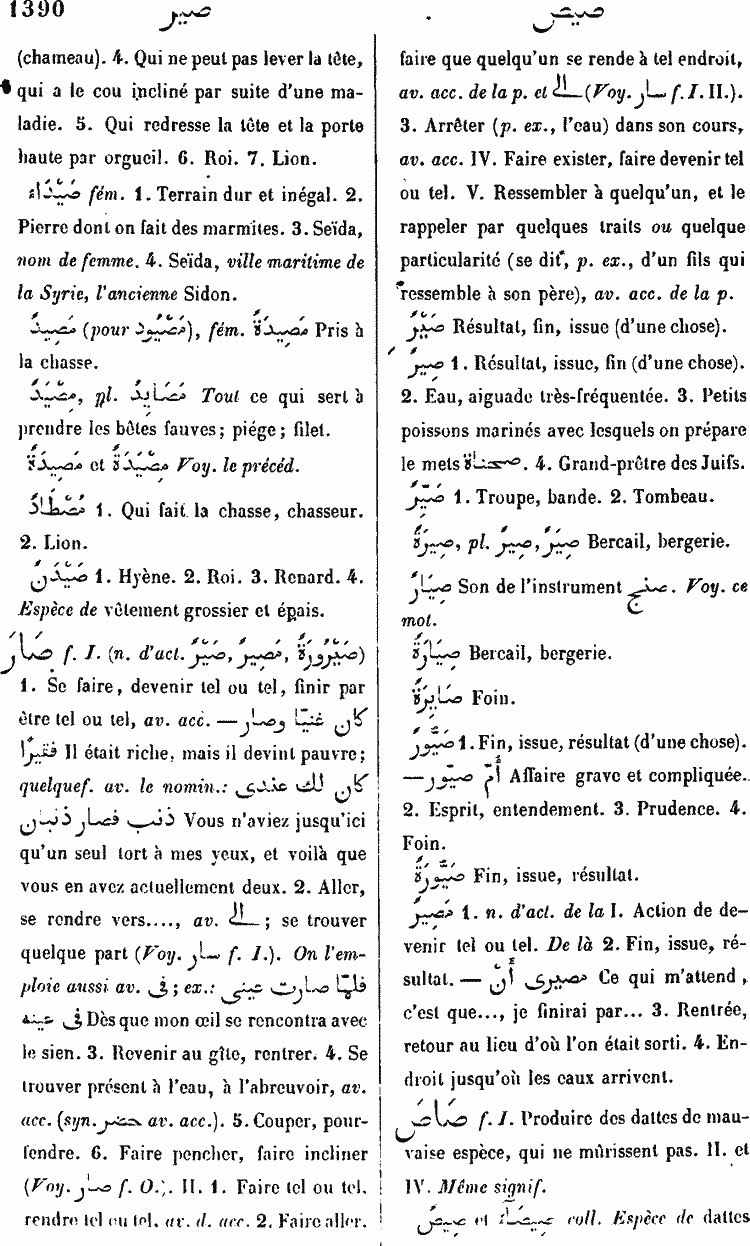 1390 صير صيص
(chameau). 4. Qui ne peut pas lever la tête,
qui a le cou incliné par suite d'une ma-
ladie. 5. Qui redresse la tête et la porte
haute par orgueil. 6. Roi. 7. Lion.
صَيْدَاءُ fém. 1. Terrain dur et inégal. 2.
Pierre dont on fait des marmites. 3. Seïda,
nom de femme. 4. Seïda, ville maritime de
la Syrie, l'ancienne Sidon.
مَصِيدٌ (pour مَصْيُودٌ), fém. مَصِيدَةٌ Pris à
la chasse.
مِصْيَدٌ, pl. مَصَايِدُ Tout ce qui sert à
prendre les bêtes fauves; piége; filet.
مِصْيَدَةٌ et مَصِيدَةٌ Voy. le précéd.
مُصْطَادٌ 1. Qui fait la chasse, chasseur.
2. Lion.
صَيْدَنٌ 1. Hyène. 2. Roi. 3. Renard. 4.
Espèce de vêtement grossier et épais.
صَارَ f. I. (n. d'act. صَيْرٌ, مَصِيرٌ, صَيْرُورَةٌ)
1. Se faire, devenir tel ou tel, finir par
être tel ou tel, av. acc. — كان غنيّا وصار
فقيرًا Il était riche, mais il devint pauvre;
quelquef. av. le nomin.: كان لك عندى
ذنب فصار ذنبان Vous n'aviez jusqu'ici
qu'un seul tort à mes yeux, et voilà que
vous en avez actuellement deux. 2. Aller,
se rendre vers...., av. الى; se trouver
quelque part (Voy. سار f. I.). On l'em-
ploie aussi av. فى; ex.: فلمّا صارت عينى
فى عينه Dès que mon œil se rencontra avec
le sien. 3. Revenir au gîte, rentrer. 4. Se
trouver présent à l'eau, à l'abreuvoir, av.
acc. (syn. حضر av. acc.). 5. Couper, pour-
fendre. 6. Faire pencher, faire incliner
(Voy. صار f. O.). II. 1. Faire tel ou tel,
rendre tel ou tel, av. d. acc. 2. Faire aller,
faire que quelqu'un se rende à tel endroit,
av. acc. de la p. et الى (Voy. سار f. I. II.).
3. Arrêter (p. ex., l'eau) dans son cours,
av. acc. IV. Faire exister, faire devenir tel
ou tel. V. Ressembler à quelqu'un, et le
rappeler par quelques traits ou quelque
particularité (se dit, p. ex., d'un fils qui
ressemble à son père), av. acc. de la p.
صَيْرٌ Résultat, fin, issue (d'une chose).
صِيرٌ 1. Résultat, issue, fin (d'une chose).
2. Eau, aiguade très-fréquentée. 3. Petits
poissons marinés avec lesquels on prépare
le mets صحناة. 4. Grand-prêtre des Juifs.
صَيِّرٌ 1. Troupe, bande. 2. Tombeau.
صِيرَةٌ, pl. صِيَرٌ, صِيرٌ Bercail, bergerie.
صِيَارٌ Son de l'instrument صنج. Voy. ce
mot.
صِيَارَةٌ Bercail, bergerie.
صَايِرَةٌ Foin.
صَيُّورٌ 1. Fin, issue, résultat (d'une chose).
— أُمّ صيّور Affaire grave et compliquée.
2. Esprit, entendement. 3. Prudence. 4.
Foin.
صَيُّورَةٌ Fin, issue, résultat.
مَصِيرٌ 1. n. d'act. de la I. Action de de-
venir tel ou tel. De là 2. Fin, issue, ré-
sultat. — مصيرى أَنْ Ce qui m'attend,
c'est que..., je finirai par... 3. Rentrée,
retour au lieu d'où l'on était sorti. 4. En-
droit jusqu'où les eaux arrivent.
صَاصَ f. I. Produire des dattes de mau-
vaise espèce, qui ne mûrissent pas. II. et
IV. Même signif.
صِيصٌ et صِيصَاءٌ coll. Espèce de dattes